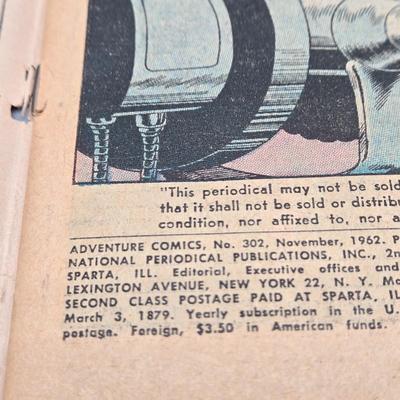 "This periodical may not be sold
that it shall not be sold or distribu
condition, nor affixed to, nor a
ADVENTURE COMICS, No. 302, November, 1962. P
NATIONAL PERIODICAL PUBLICATIONS, INC., 2n
SPARTA, ILL. Editorial, Executive offices and
LEXINGTON AVENUE, NEW YORK 22, N. Y. Mo
SECOND CLASS POSTAGE PAID AT SPARTA, IL
March 3, 1879. Yearly subscription in the U.
postage. Foreign, $3.50 in American funds.